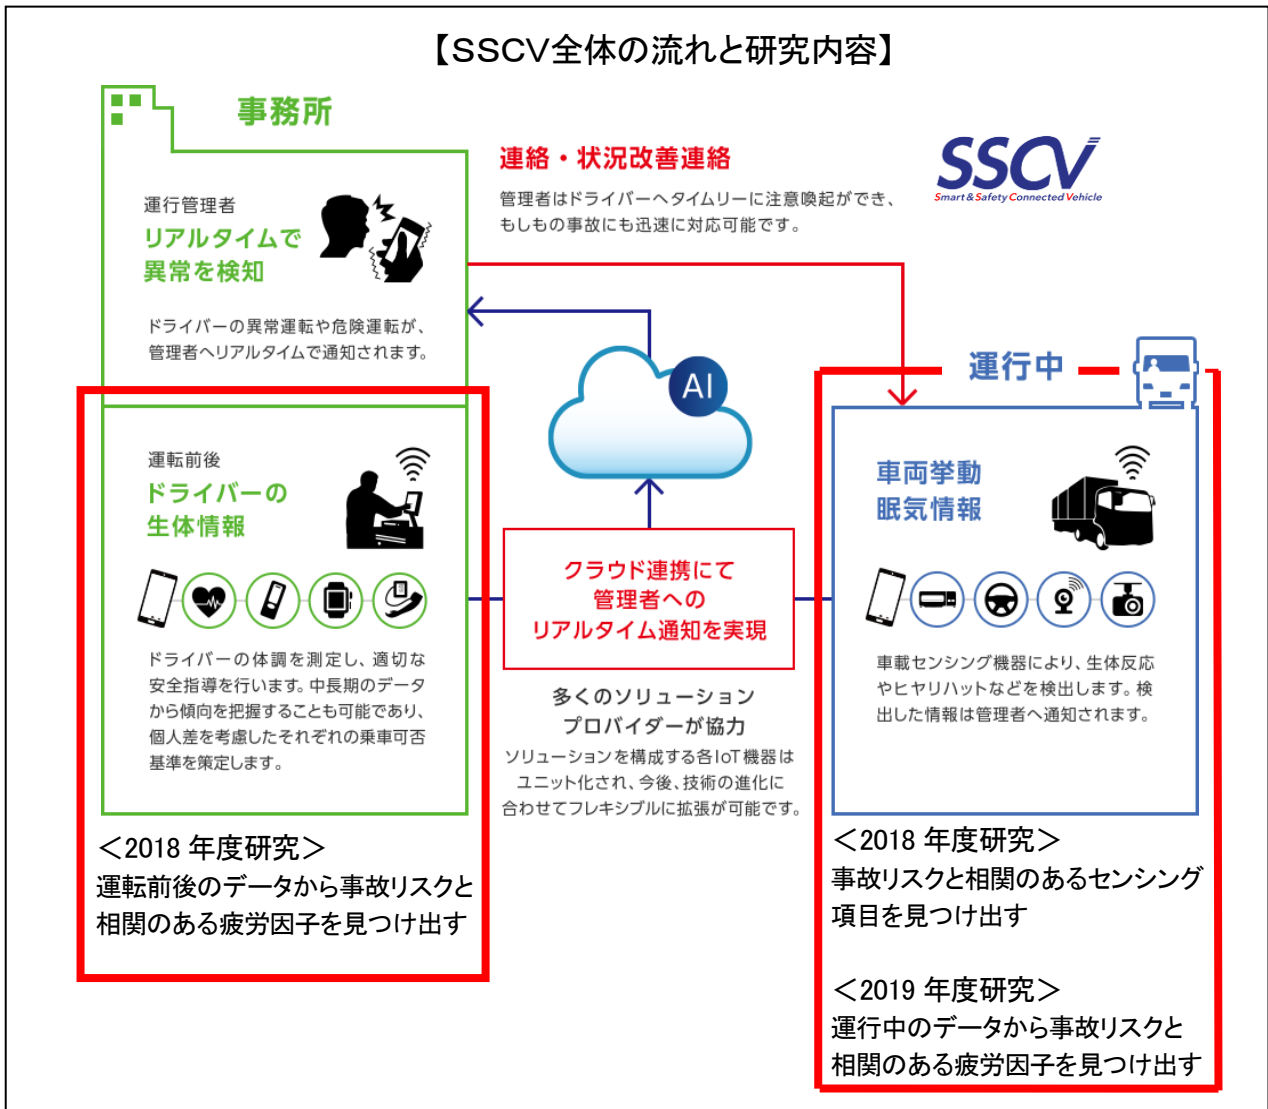 【SSCV全体の流れと研究内容】
事務所
運行管理者
リアルタイムで
異常を検知
ドライバーの異常運転や危険運転が、
管理者へリアルタイムで通知されます。
連絡・状況改善連絡
管理者はドライバーへタイムリーに注意喚起ができ、
もしもの事故にも迅速に対応可能です。
SSCV
Smart & Safety Connected Vehicle
AI
運転前後
ドライバーの
生体情報
ドライバーの体調を測定し、適切な
安全指導を行います。中長期のデータ
から傾向を把握することも可能であり、
個人差を考慮したそれぞれの乗車可否
基準を策定します。
＜2018 年度研究＞
運転前後のデータから事故リスクと
相関のある疲労因子を見つけ出す
クラウド連携にて
管理者への
リアルタイム通知を実現
多くのソリューション
プロバイダーが協力
ソリューションを構成する各IoT機器は
ユニット化され、今後、技術の進化に
合わせてフレキシブルに拡張が可能です。
運行中
車両挙動
眠気情報
車載センシング機器により、生体反応
やヒヤリハットなどを検出します。検
出した情報は管理者へ通知されます。
＜2018 年度研究＞
事故リスクと相関のあるセンシング
項目を見つけ出す
＜2019 年度研究＞
運行中のデータから事故リスクと
相関のある疲労因子を見つけ出す